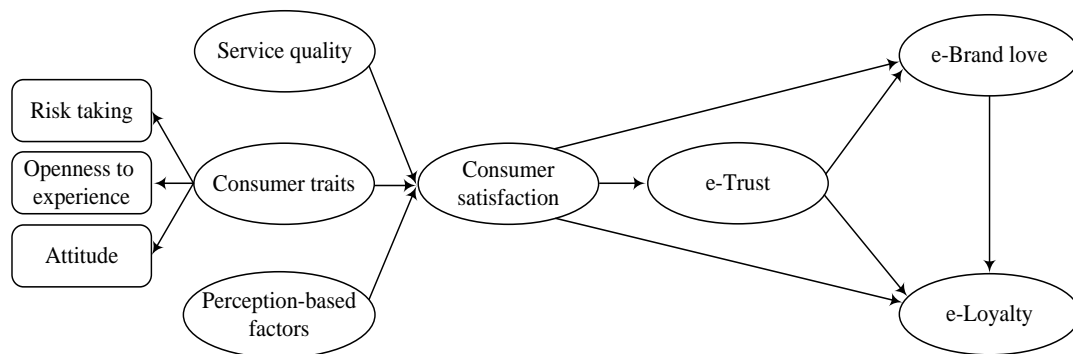 Service quality
e-Brand love
Risk taking
Openness to
experience
Consumer traits
Consumer
satisfaction
e-Trust
Attitude
Perception-based
factors
e-Loyalty